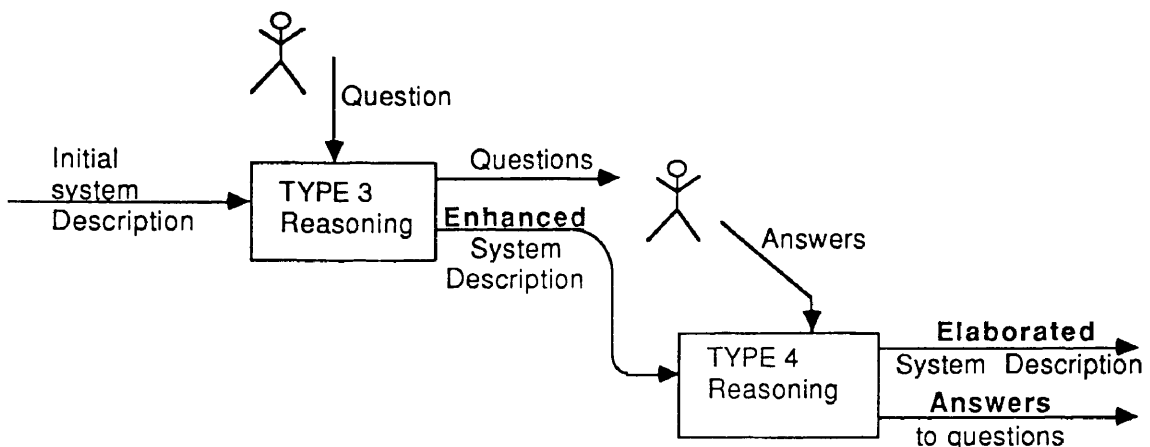 Question
Initial
system
Description
TYPE 3
Reasoning
Questions
Enhanced
System
Description
Answers
TYPE 4
Reasoning
Elaborated
System Description
Answers
to questions